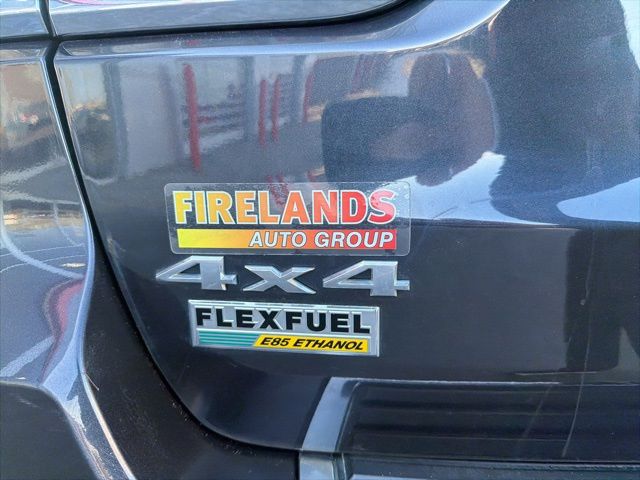 FIRELANDS
AUTO GROUP
4x4
FLEXFUEL
E85 ETHANOL